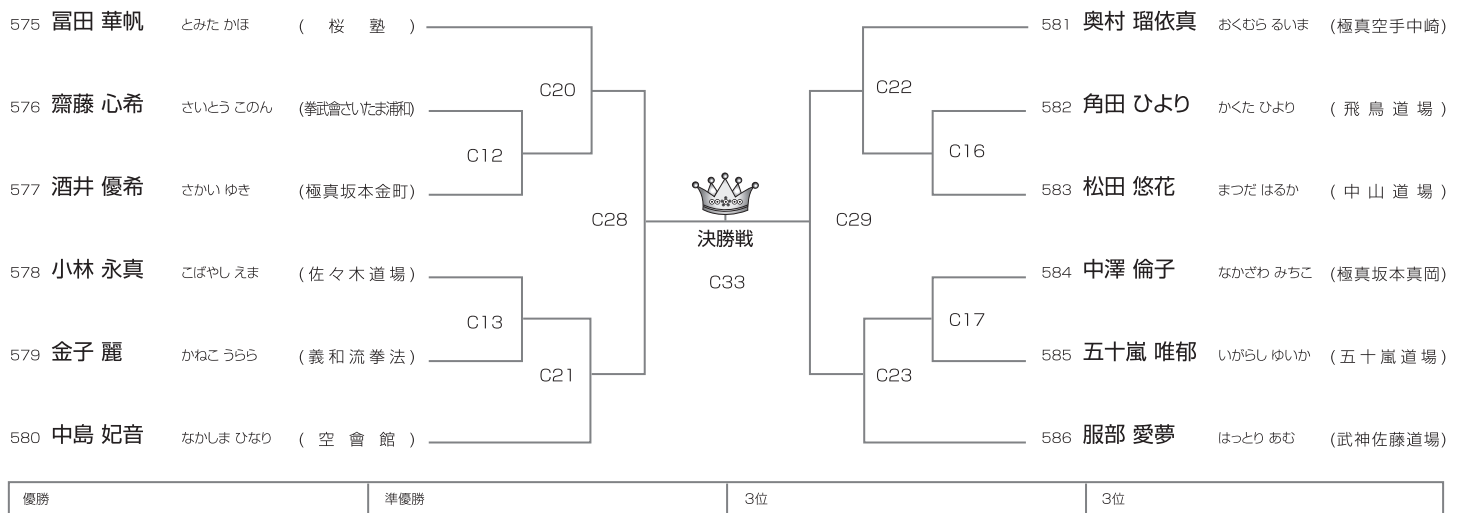 575 冨田 華帆 とみた かほ (桜塾)
C20
576 齋藤 心希 さいとう このん (拳武會さいたま浦和)
C12
577 酒井 優希 さかい ゆき (極真坂本金町)
C28
578 小林 永真 こばやし えま (佐々木道場)
C13
579 金子 麗 かねこ うらら (義和流拳法)
C21
580 中島 妃音 なかしま ひなり (空會館)
決勝戦
C33
581 奥村 瑠依真 おくむら るいま (極真空手中崎)
C22
582 角田 ひより かくた ひより (飛鳥道場)
C16
583 松田 悠花 まつだ はるか (中山道場)
C29
584 中澤 倫子 なかざわ みちこ (極真坂本真岡)
C17
585 五十嵐 唯郁 いがらし ゆいか (五十嵐道場)
C23
586 服部 愛夢 はっとり あむ (武神佐藤道場)
優勝 準優勝 3位 3位